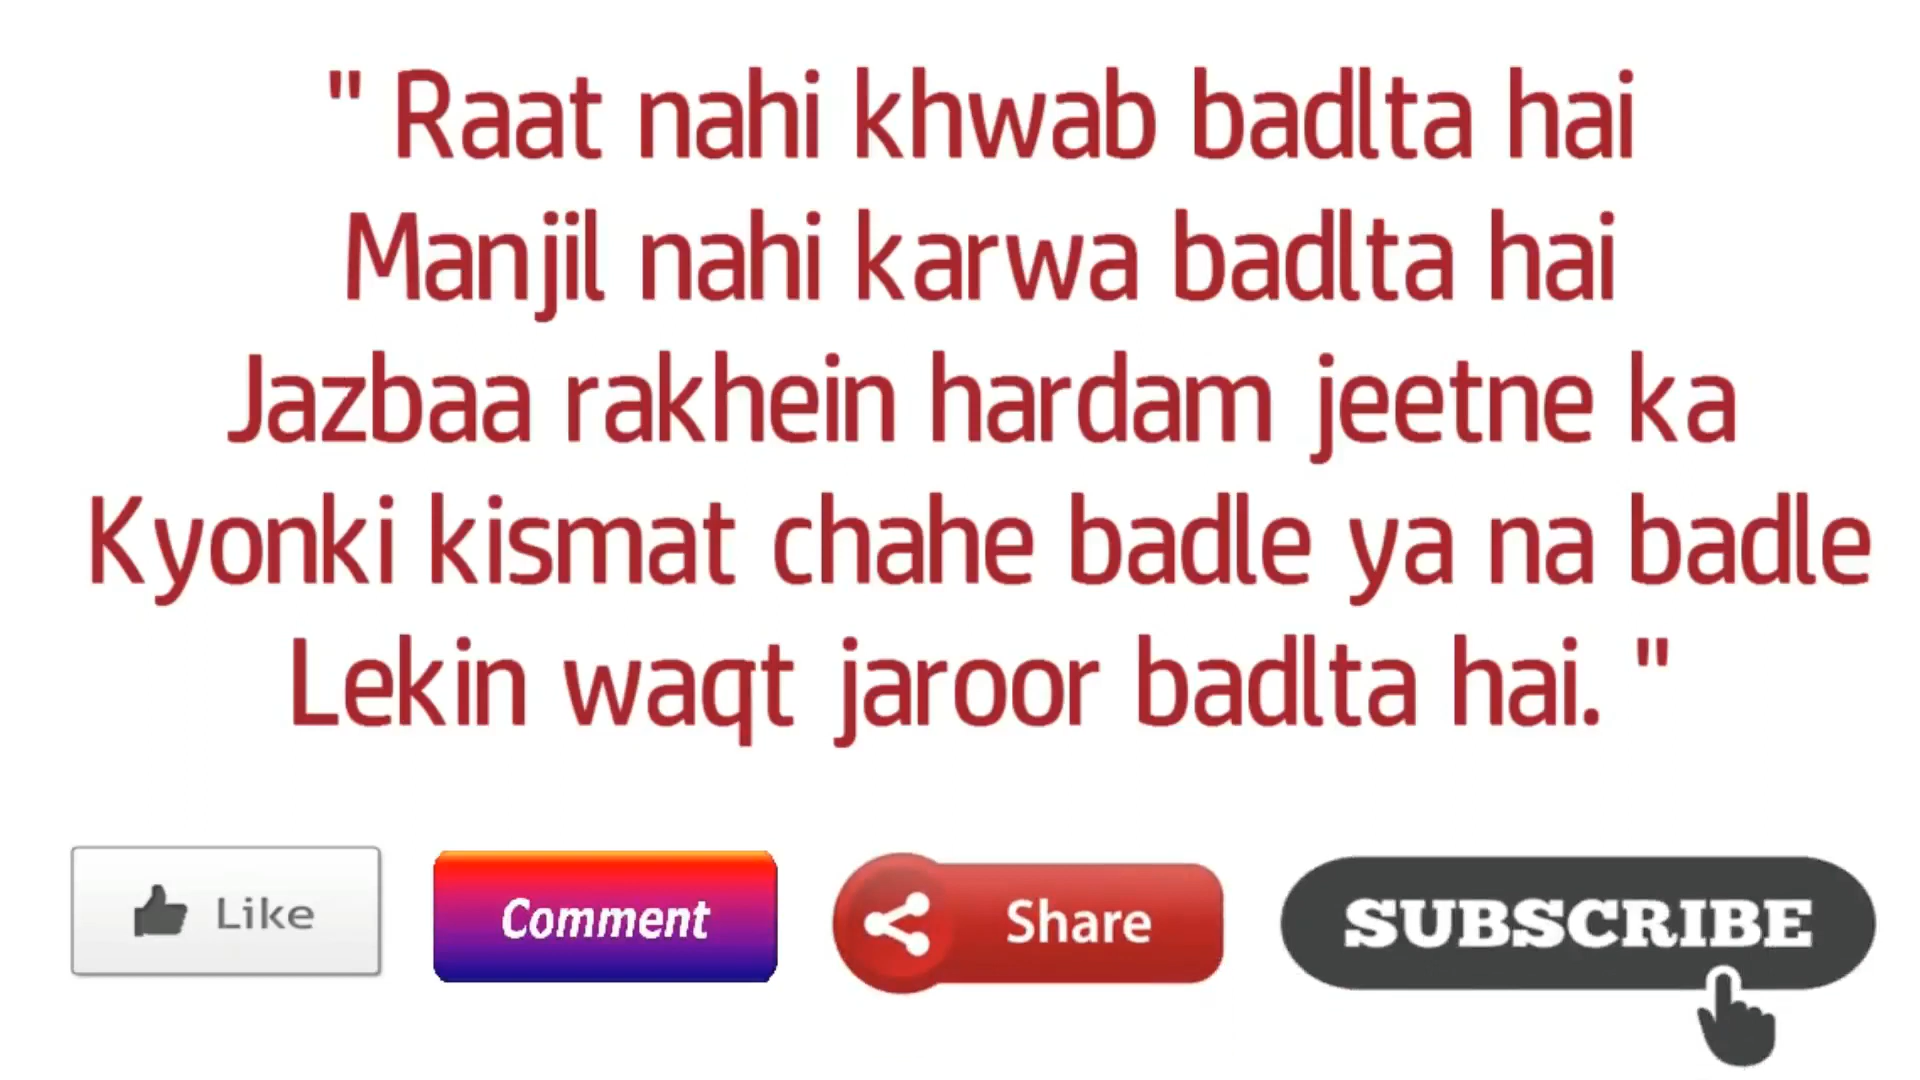 " Raat nahi khwab badlta hai
Manjil nahi karwa badlta hai
Jazbaa rakhein hardam jeetne ka
Kyonki kismat chahe badle ya na badle
Lekin waqt jaroor badlta hai. "
Like
Comment
Share
SUBSCRIBE